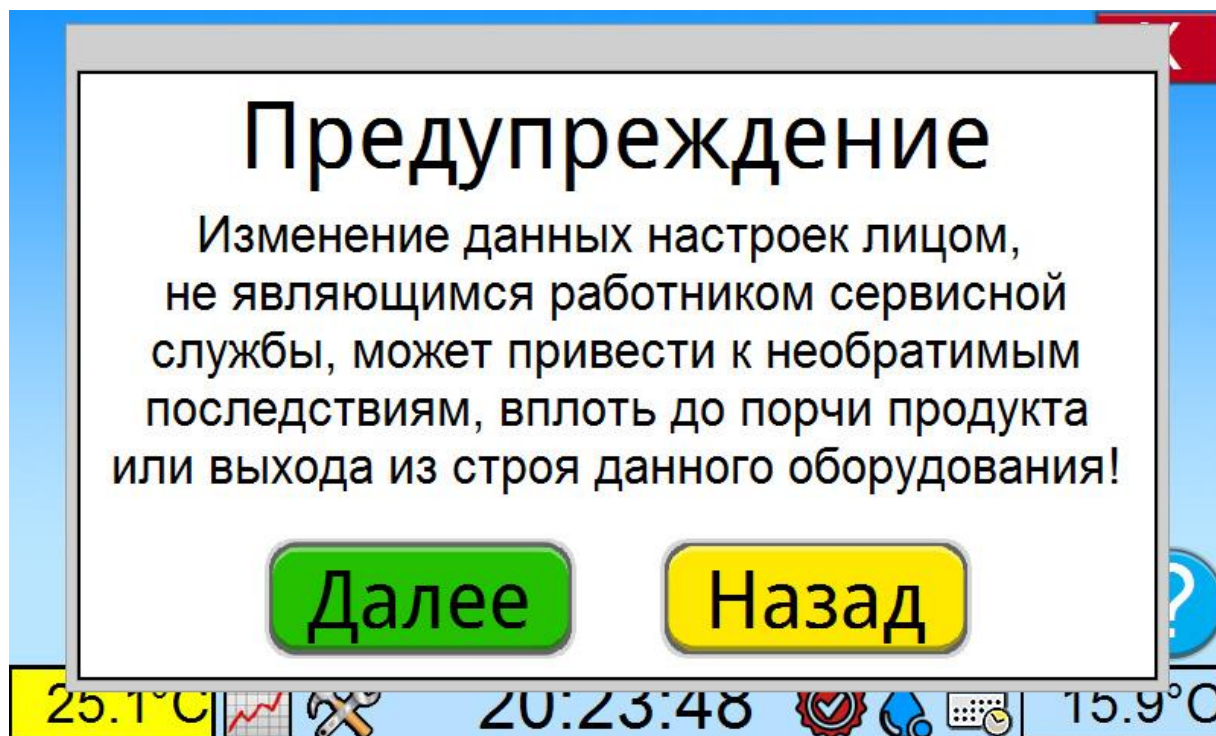 Предупреждение
Изменение данных настроек лицом,
не являющимся работником сервисной
службы, может привести к необратимым
последствиям, вплоть до порчи продукта
или выхода из строя данного оборудования!
Далее Назад
?
25.1°C 20:23:48 15.9°C